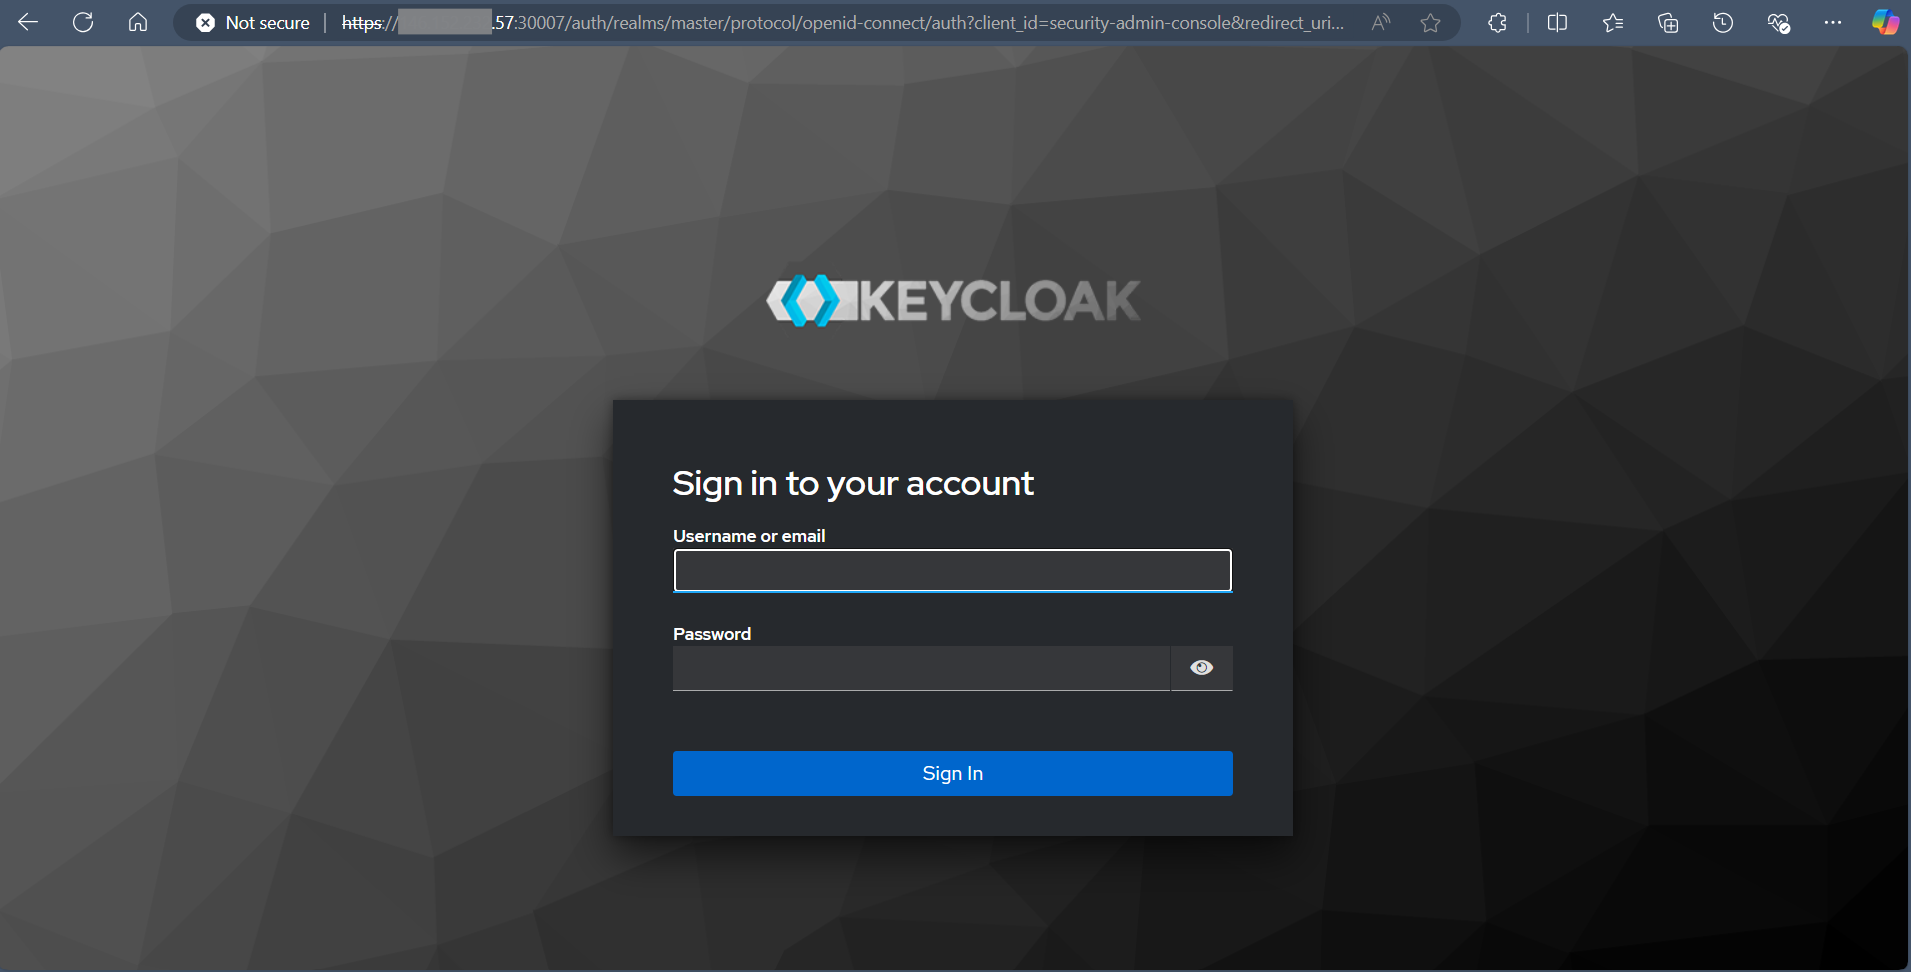 Not secure
https://.57:30007/auth/realms/master/protocol/openid-connect/auth?client_id=security-admin-console&redirect_uri...
KEYCLOAK
Sign in to your account
Username or email
Password
Sign In